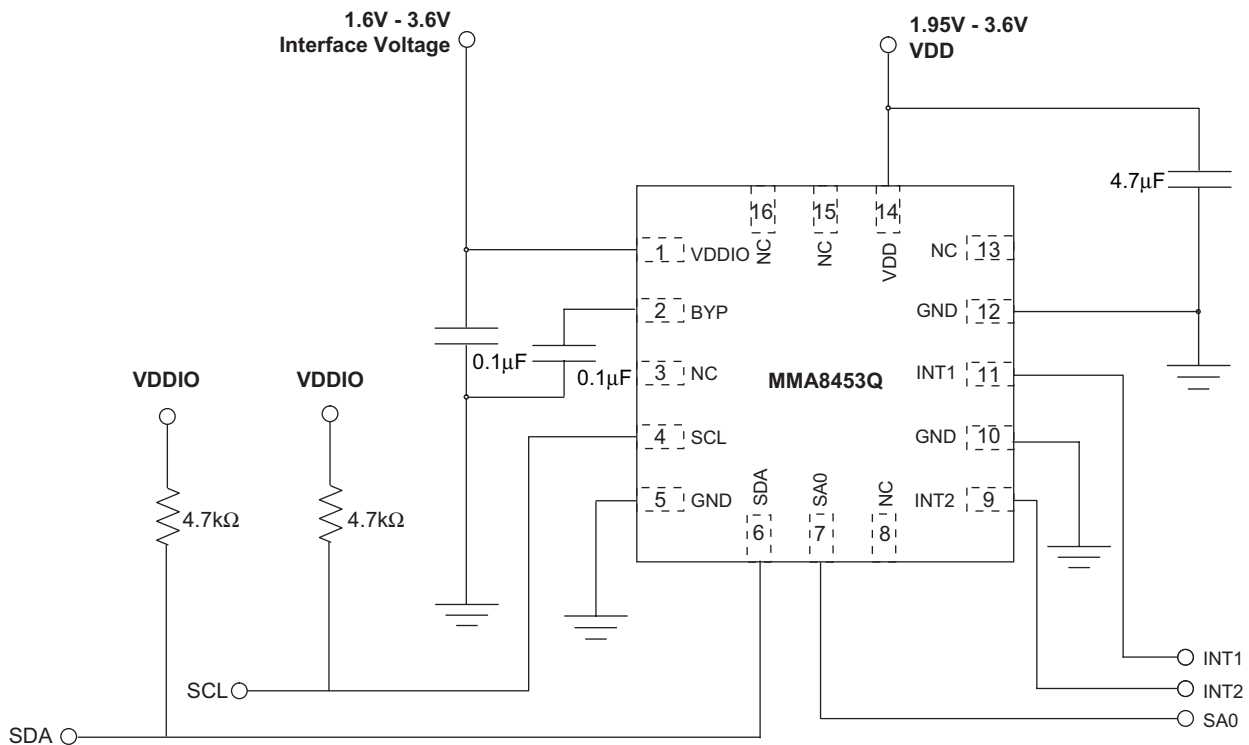 1.6V - 3.6V
Interface Voltage
1.95V - 3.6V
VDD
4.7μF
16
15
14
NC
NC
VDD
1
VDDIO
NC
13
2
BYP
GND
12
0.1μF
0.1μF
3
NC
MMA8453Q
INT1
11
VDDIO
VDDIO
4
SCL
GND
10
5
GND
SDA
SA0
NC
INT2
9
4.7kΩ
4.7kΩ
6
7
8
INT1
INT2
SA0
SCL
SDA